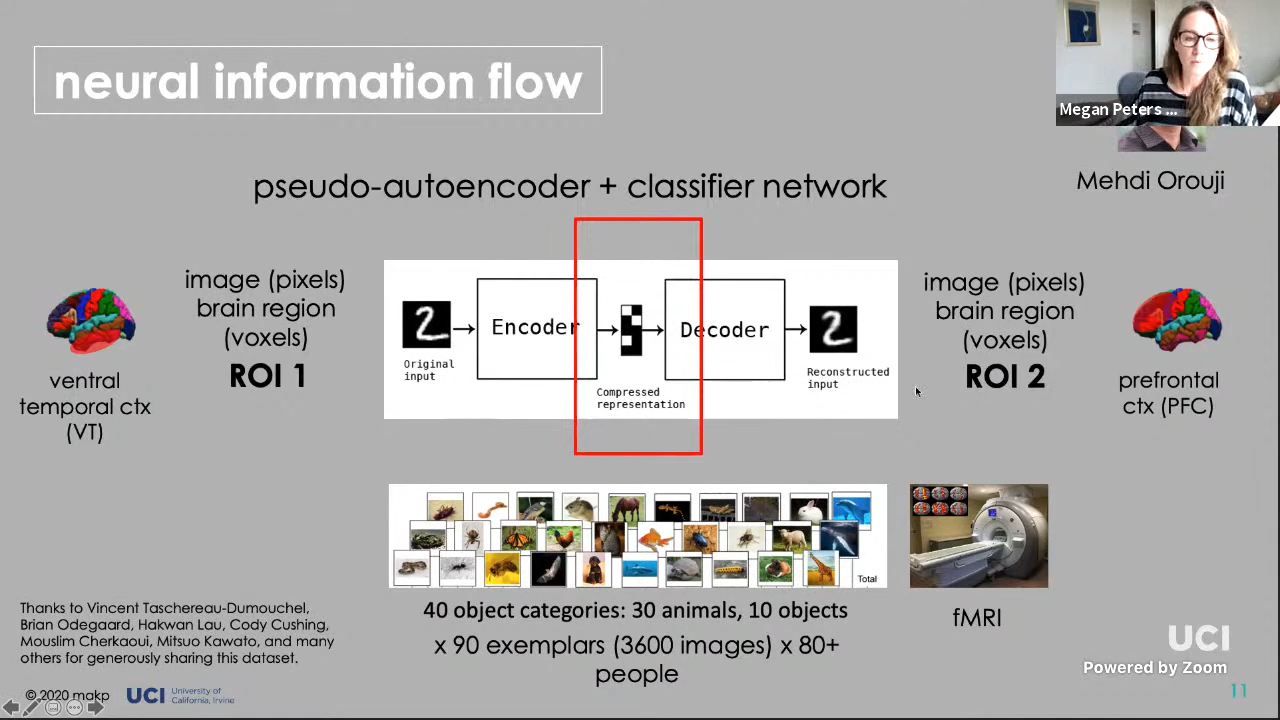 neural information flow
Megan Peters ...
Mehdi Orouji
pseudo-autoencoder + classifier network
image (pixels)
brain region
(voxels)
ROI 1
ventral
temporal ctx
(VT)
Original
input
Encoder
Compressed
representation
Decoder
Reconstructed
input
image (pixels)
brain region
(voxels)
ROI 2
prefrontal
ctx (PFC)
Total
40 object categories: 30 animals, 10 objects
x 90 exemplars (3600 images) x 80+
people
fMRI
Thanks to Vincent Taschereau-Dumouchel,
Brian Odegaard, Hakwan Lau, Cody Cushing,
Mouslim Cherkaoui, Mitsuo Kawato, and many
others for generously sharing this dataset.
© 2020 makp
UCI
University of
California, Irvine
UCI
Powered by Zoom
11